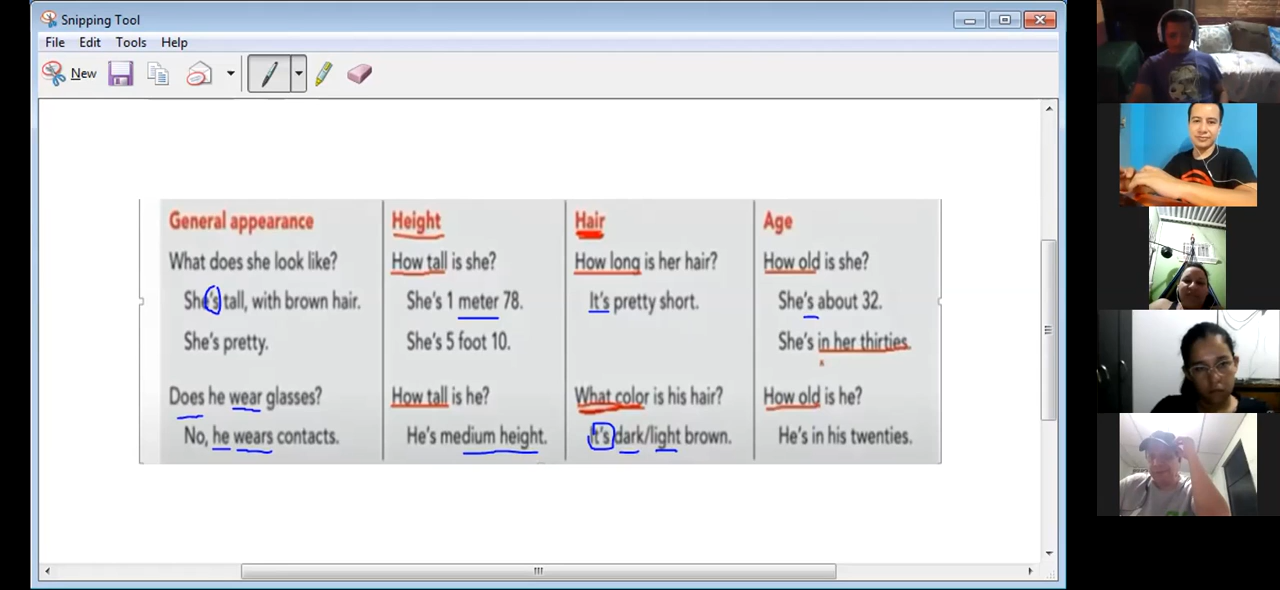 Snipping Tool
File Edit Tools Help
New
General appearance
What does she look like?
She's tall, with brown hair.
She's pretty.
Does he wear glasses?
No, he wears contacts.
Height
How tall is she?
She's 1 meter 78.
She's 5 foot 10.
How tall is he?
He's medium height.
Hair
How long is her hair?
It's pretty short.
What color is his hair?
It's dark/light brown.
Age
How old is she?
She's about 32.
She's in her thirties.
How old is he?
He's in his twenties.